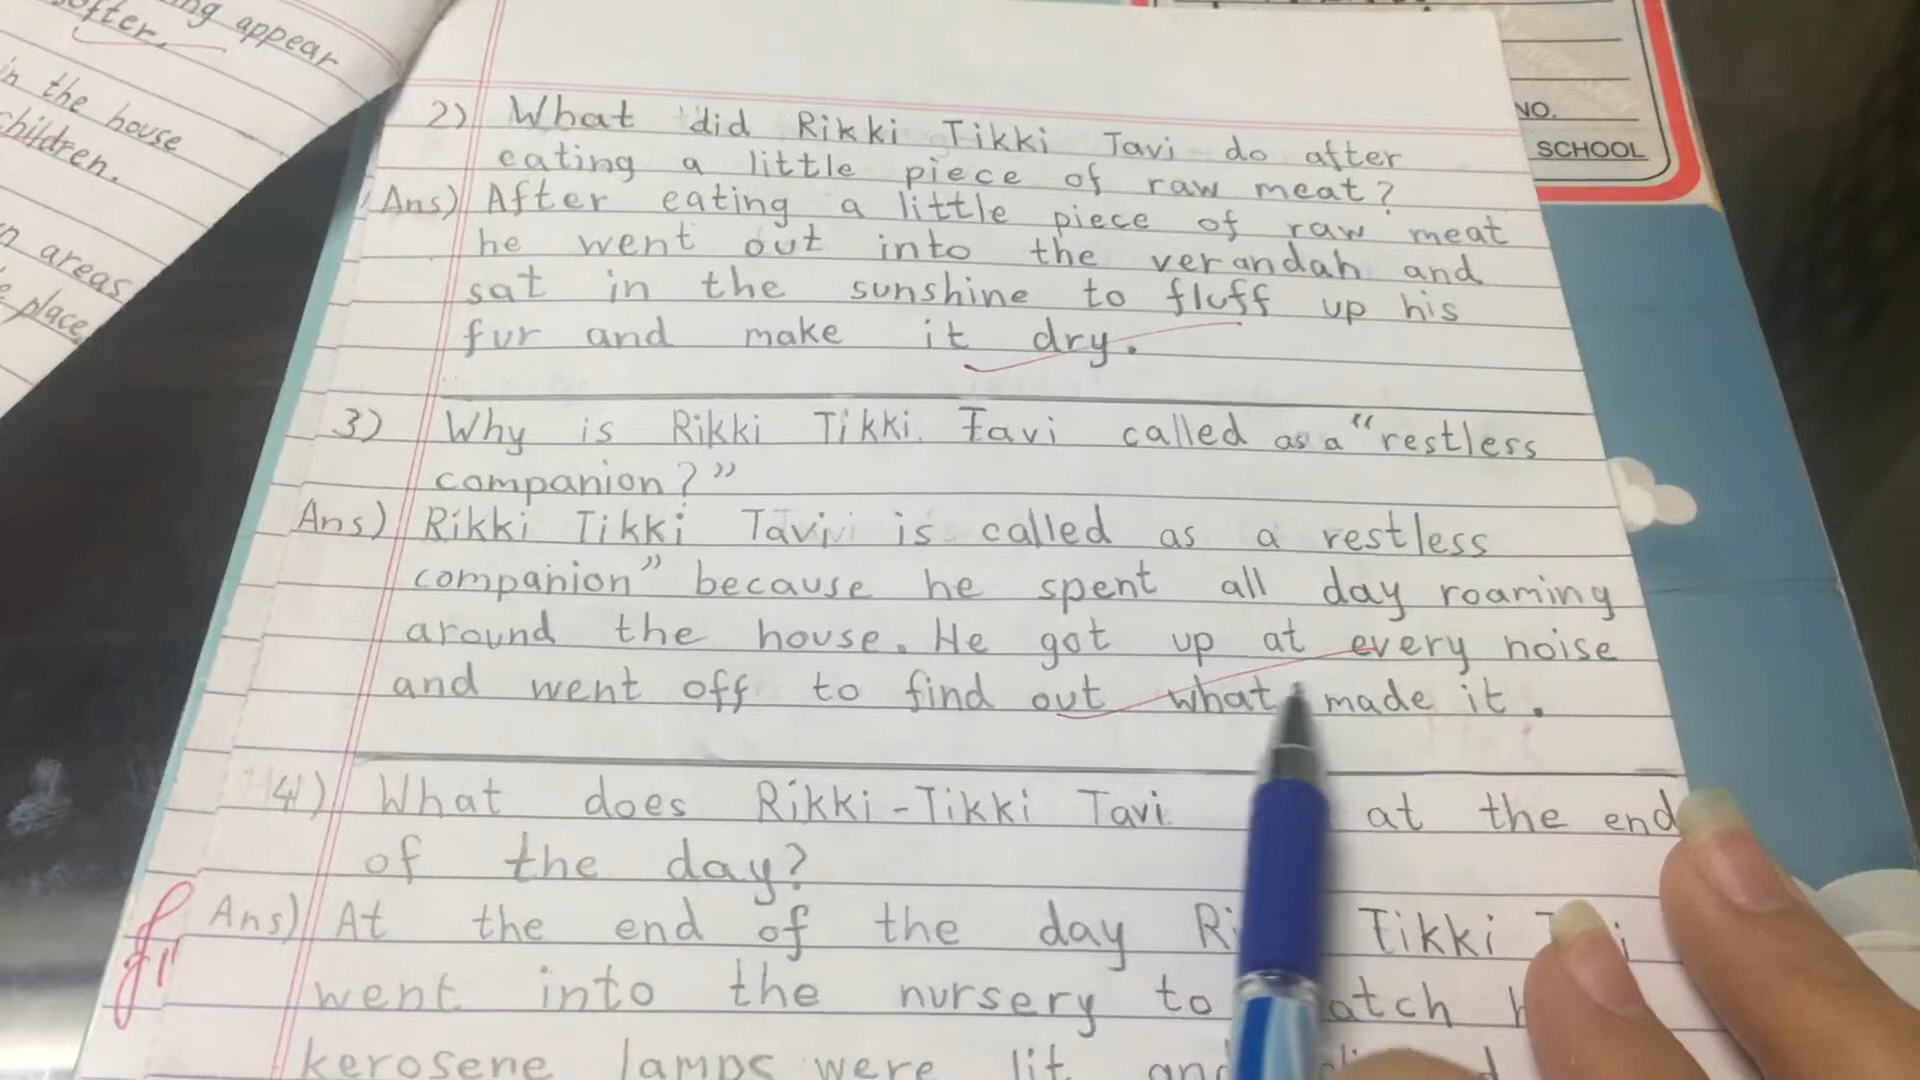 ng appear
ofter.
in the house
children.
areas
place
NO.
SCHOOL
2) What did Rikki Tikki Tavi do after
eating a little piece of raw meat?
Ans) After eating a little piece of raw meat
he went out into the verandah and
sat in the sunshine to fluff up his
fur and make it dry.
3) Why is Rikki Tikki Tavi called as a "restless
companion?"
Ans) Rikki Tikki Tavi is called as a restless
companion" because he spent all day roaming
around the house. He got up at every noise
and went off to find out what made it.
4) What does Rikki-Tikki Tavi at the end
of the day?
Ans) At the end of the day Tikki
went into the nursery to
kerosene lamps were lit